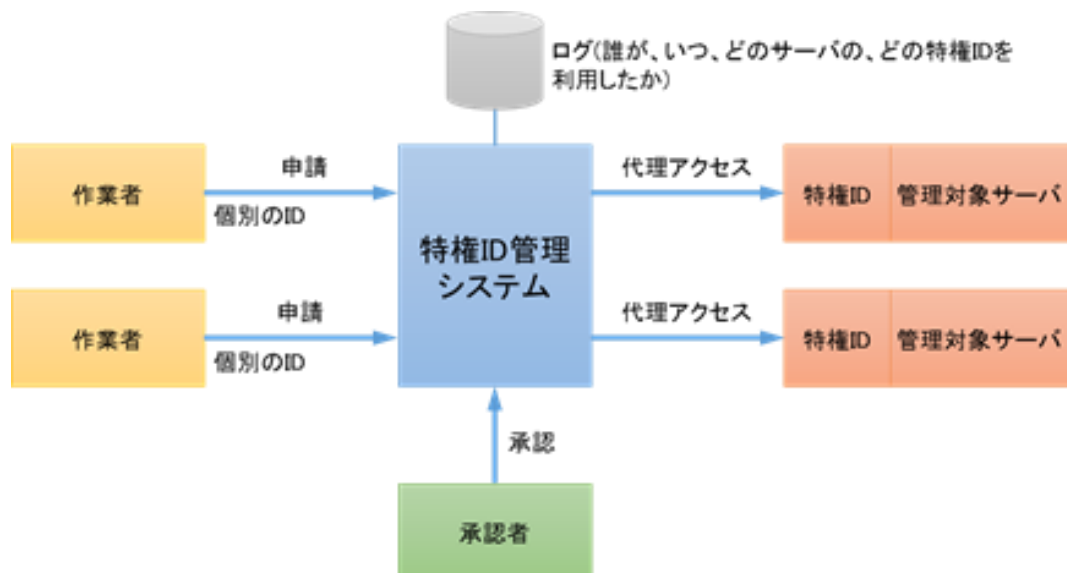 ログ(誰が、いつ、どのサーバの、どの特権IDを
利用したか)
作業者
申請
個別のID
代理アクセス
特権ID
管理対象サーバ
特権ID管理
システム
作業者
申請
個別のID
代理アクセス
特権ID
管理対象サーバ
承認
承認者